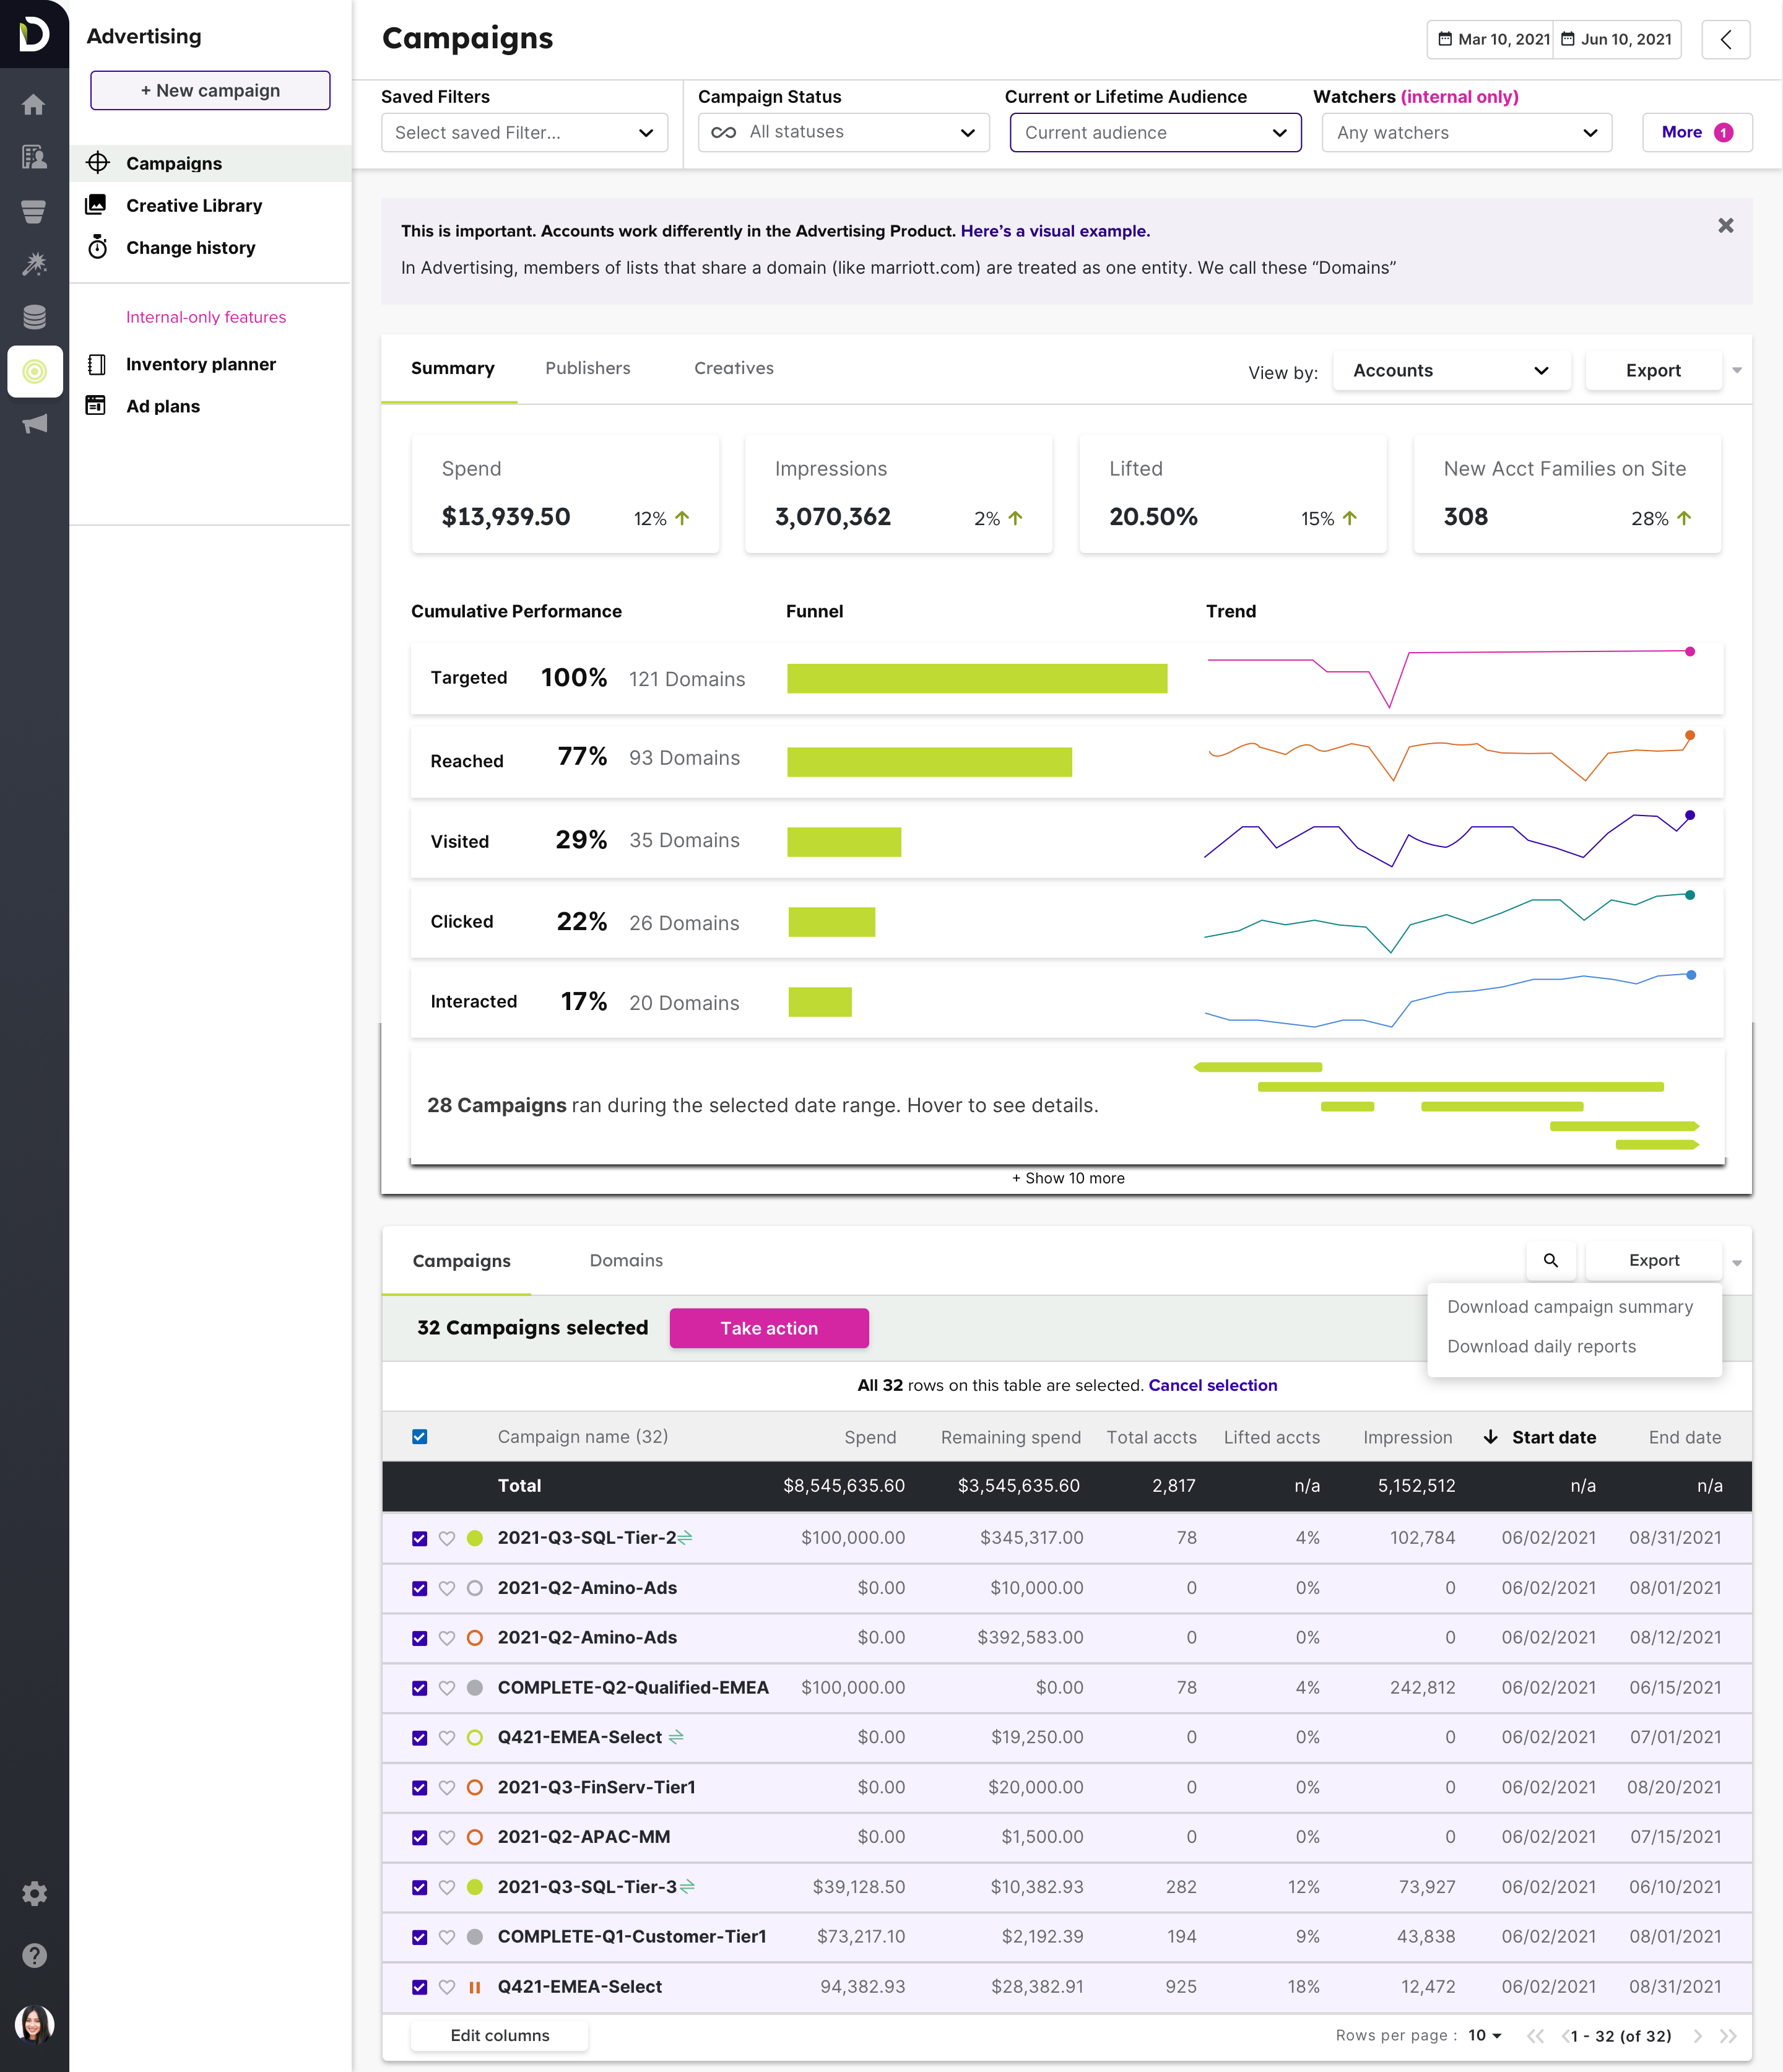 Advertising
+ New campaign
Campaigns
Creative Library
Change history
Internal-only features
Inventory planner
Ad plans
Campaigns
Mar 10, 2021 Jun 10, 2021
Saved Filters
Select saved Filter...
Campaign Status
All statuses
Current or Lifetime Audience
Current audience
Watchers (internal only)
Any watchers
More 1
This is important. Accounts work differently in the Advertising Product. Here's a visual example.
In Advertising, members of lists that share a domain (like marriott.com) are treated as one entity. We call these “Domains”
Summary Publishers Creatives
View by: Accounts Export
Spend
$13,939.50 12%
Impressions
3,070,362 2%
Lifted
20.50% 15%
New Acct Families on Site
308 28%
Cumulative Performance Funnel Trend
Targeted 100% 121 Domains
Reached 77% 93 Domains
Visited 29% 35 Domains
Clicked 22% 26 Domains
Interacted 17% 20 Domains
28 Campaigns ran during the selected date range. Hover to see details.
+ Show 10 more
Campaigns Domains Export
Download campaign summary
Download daily reports
32 Campaigns selected Take action
All 32 rows on this table are selected. Cancel selection
Campaign name (32) Spend Remaining spend Total accts Lifted accts Impression Start date End date
Total $8,545,635.60 $3,545,635.60 2,817 n/a 5,152,512 n/a n/a
2021-Q3-SQL-Tier-2 $100,000.00 $345,317.00 78 4% 102,784 06/02/2021 08/31/2021
2021-Q2-Amino-Ads $0.00 $10,000.00 0 0% 0 06/02/2021 08/01/2021
2021-Q2-Amino-Ads $0.00 $392,583.00 0 0% 0 06/02/2021 08/12/2021
COMPLETE-Q2-Qualified-EMEA $100,000.00 $0.00 78 4% 242,812 06/02/2021 06/15/2021
Q421-EMEA-Select $0.00 $19,250.00 0 0% 0 06/02/2021 07/01/2021
2021-Q3-FinServ-Tier1 $0.00 $20,000.00 0 0% 0 06/02/2021 08/20/2021
2021-Q2-APAC-MM $0.00 $1,500.00 0 0% 0 06/02/2021 07/15/2021
2021-Q3-SQL-Tier-3 $39,128.50 $10,382.93 282 12% 73,927 06/02/2021 06/10/2021
COMPLETE-Q1-Customer-Tier1 $73,217.10 $2,192.39 194 9% 43,838 06/02/2021 08/01/2021
Q421-EMEA-Select 94,382.93 $28,382.91 925 18% 12,472 06/02/2021 08/31/2021
Edit columns
Rows per page : 10 1 - 32 (of 32)